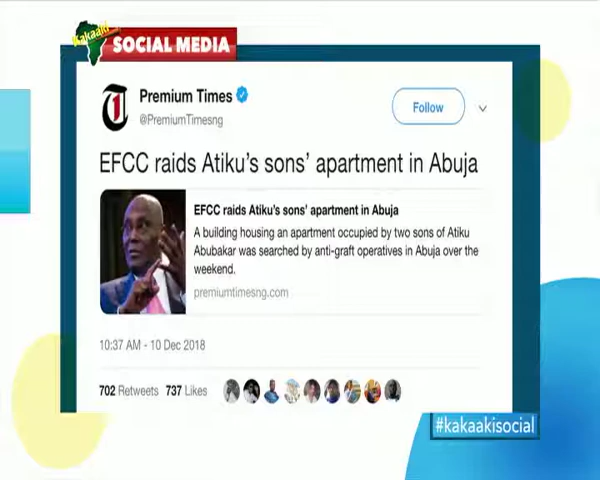 Kakaaki
SOCIAL MEDIA
Premium Times
@PremiumTimesng
Follow
EFCC raids Atiku's sons' apartment in Abuja
EFCC raids Atiku's sons' apartment in Abuja
A building housing an apartment occupied by two sons of Atiku
Abubakar was searched by anti-graft operatives in Abuja over the
weekend.
premiumtimesng.com
10:37 AM - 10 Dec 2018
702 Retweets 737 Likes
#kakaakisocial